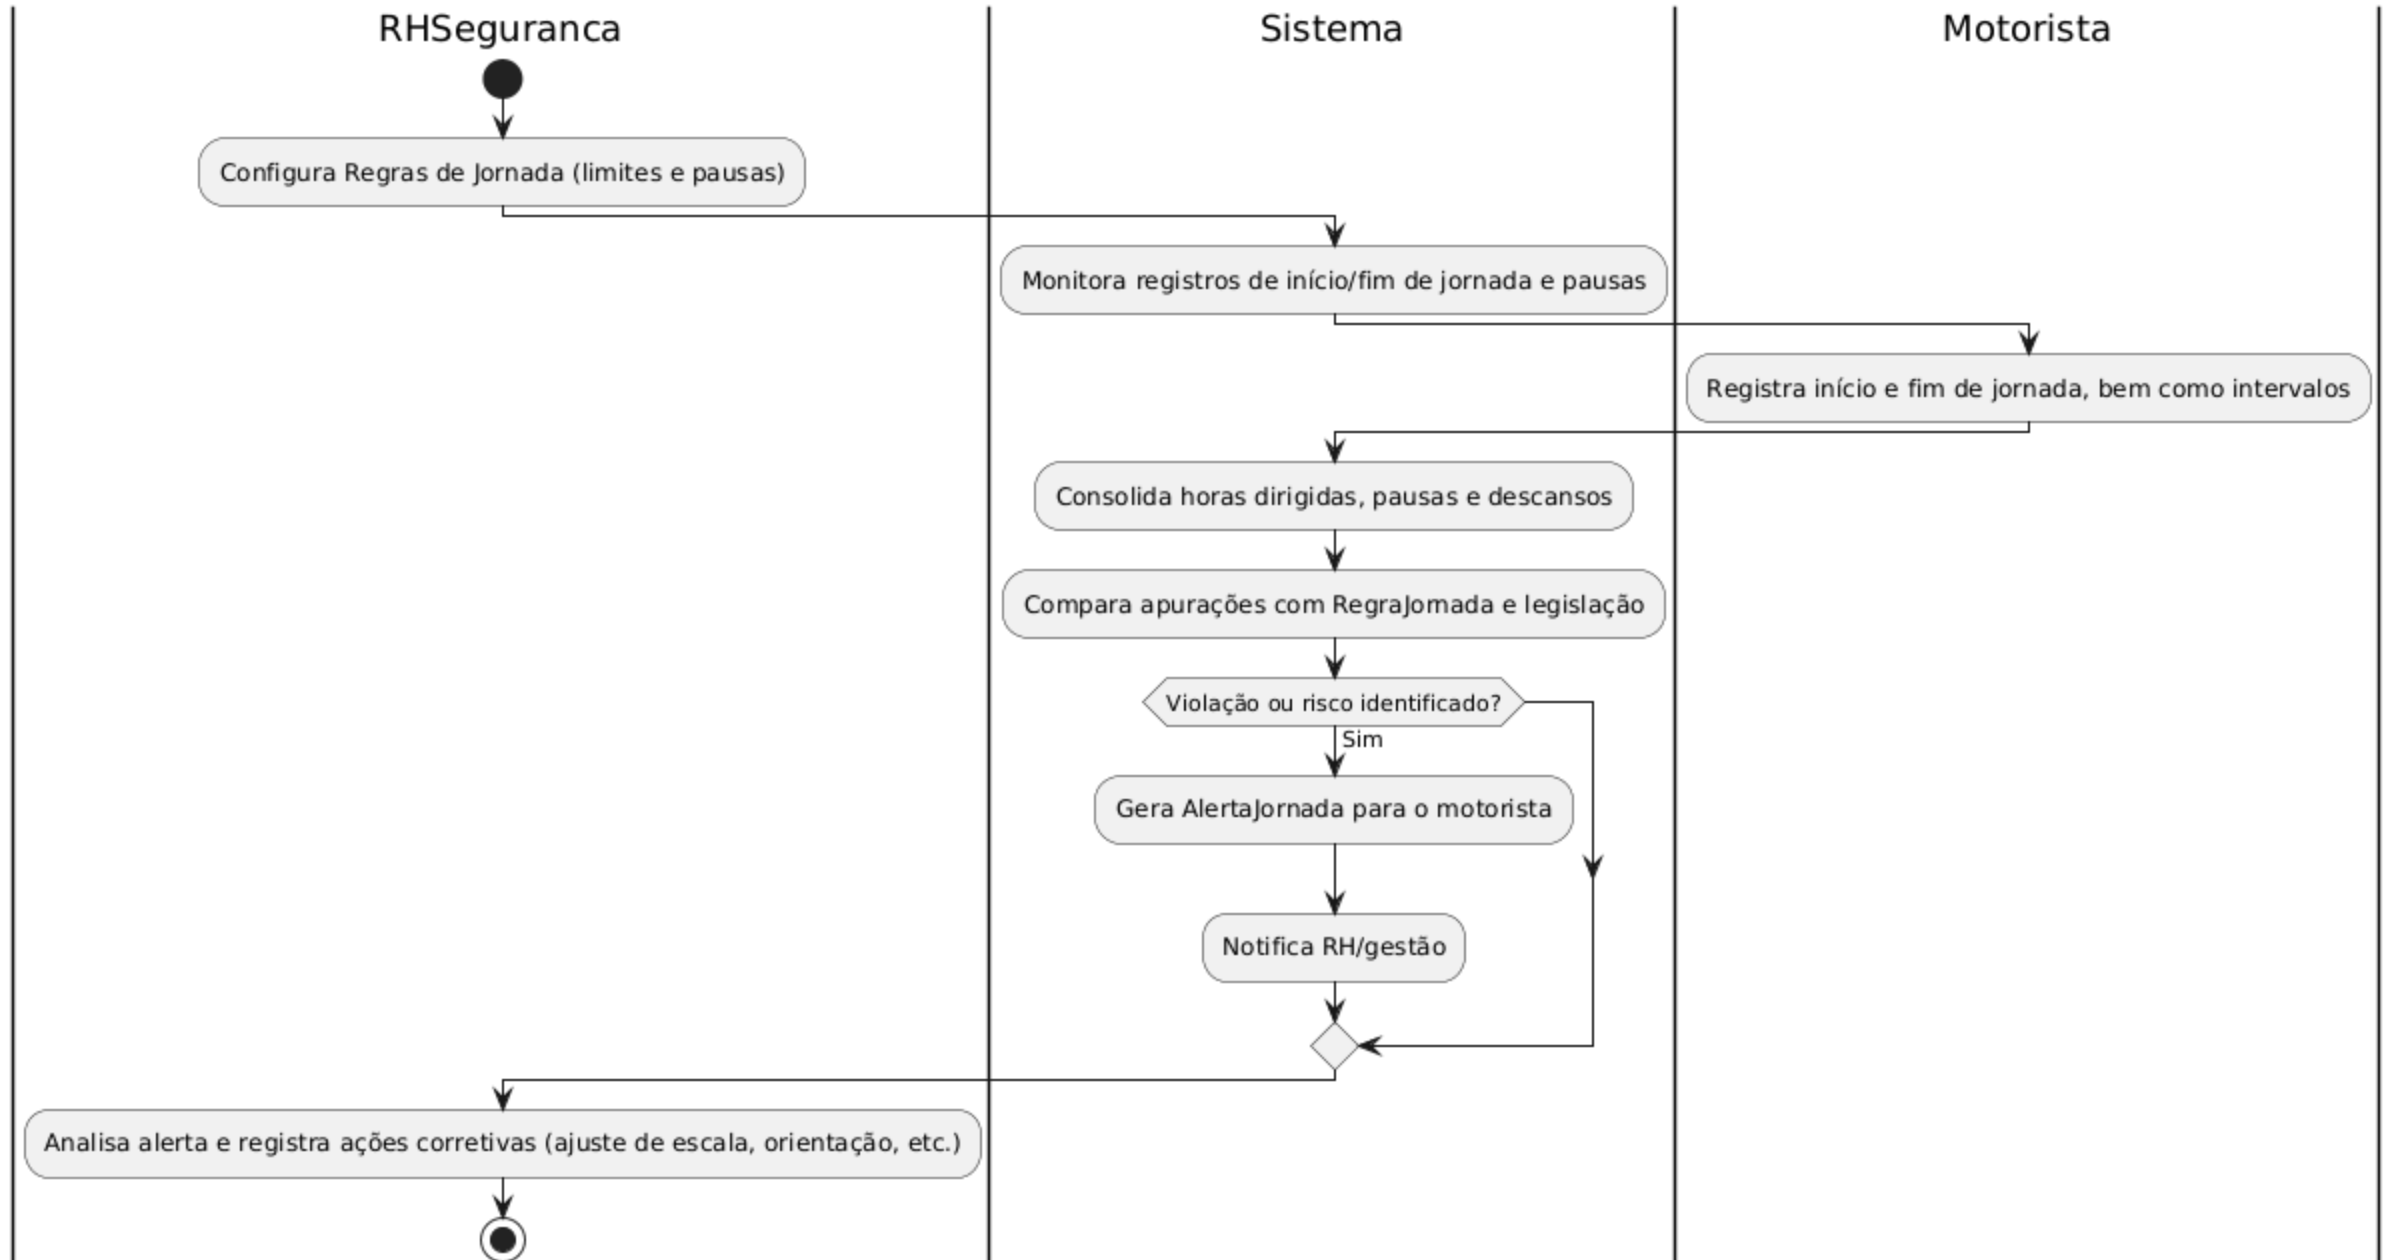 RHSeguranca
Sistema
Motorista
Configura Regras de Jornada (limites e pausas)
Monitora registros de início/fim de jornada e pausas
Registra início e fim de jornada, bem como intervalos
Consolida horas dirigidas, pausas e descansos
Compara apurações com RegraJornada e legislação
Violação ou risco identificado?
Sim
Gera AlertaJornada para o motorista
Notifica RH/gestão
Analisa alerta e registra ações corretivas (ajuste de escala, orientação, etc.)